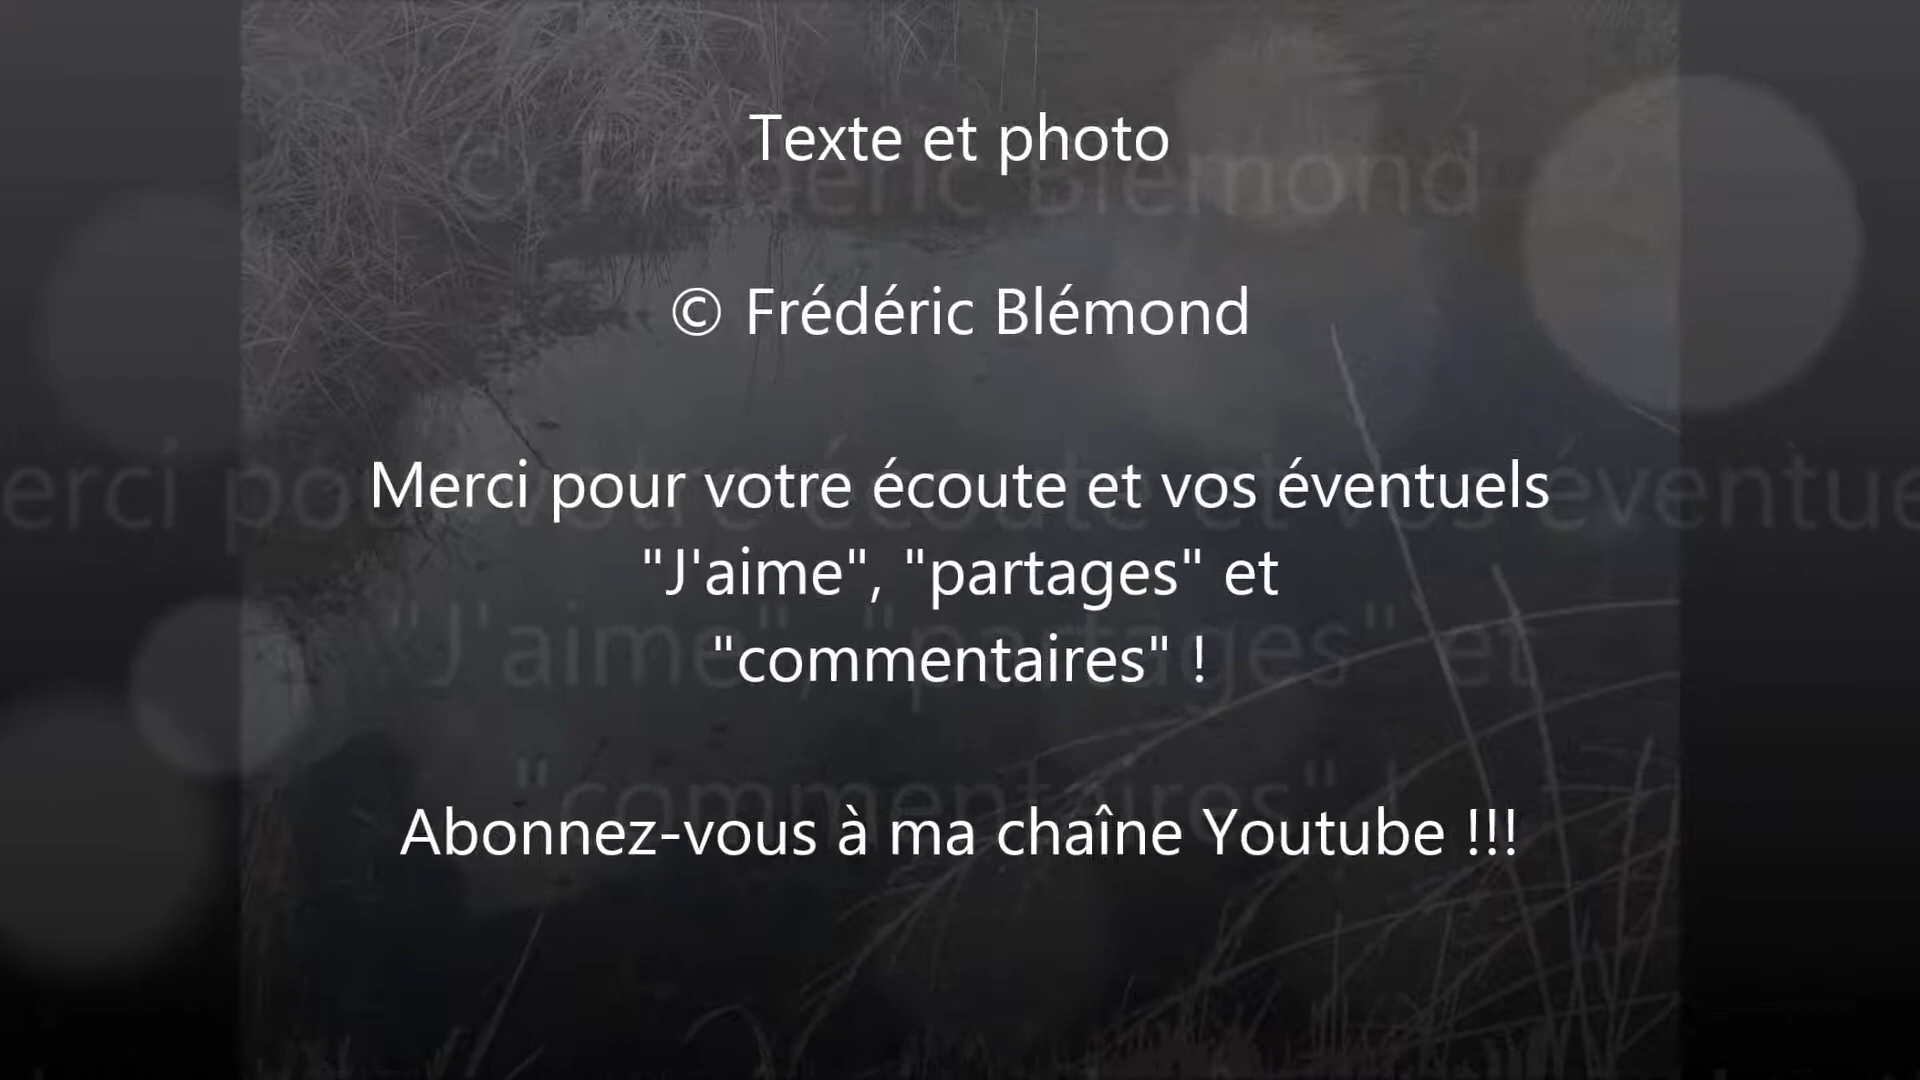 Texte et photo
© Frédéric Blémond
Merci pour votre écoute et vos éventuels
"J'aime", "partages" et
"commentaires" !
Abonnez-vous à ma chaîne Youtube !!!